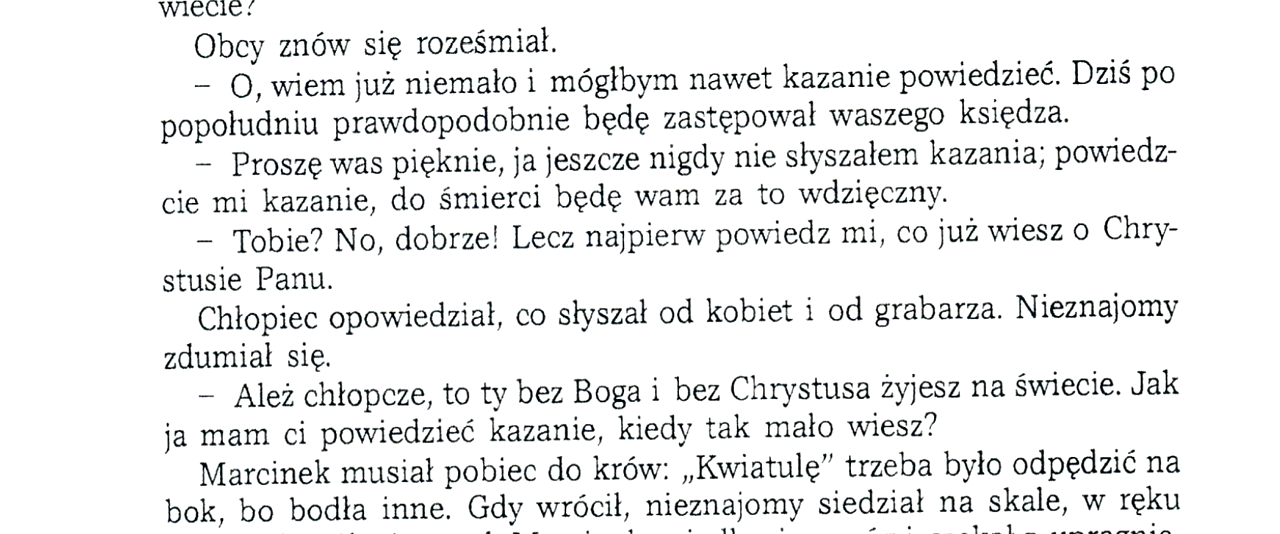 wiecie?
Obcy znów się roześmiał.
– O, wiem już niemało i mógłbym nawet kazanie powiedzieć. Dziś po
popołudniu prawdopodobnie będę zastępował waszego księdza.
– Proszę was pięknie, ja jeszcze nigdy nie słyszałem kazania; powiedz-
cie mi kazanie, do śmierci będę wam za to wdzięczny.
– Tobie? No, dobrze! Lecz najpierw powiedz mi, co już wiesz o Chry-
stusie Panu.
Chłopiec opowiedział, co słyszał od kobiet i od grabarza. Nieznajomy
zdumiał się.
– Ależ chłopcze, to ty bez Boga i bez Chrystusa żyjesz na świecie. Jak
ja mam ci powiedzieć kazanie, kiedy tak mało wiesz?
Marcinek musiał pobiec do krów: „Kwiatulę” trzeba było odpędzić na
bok, bo bodła inne. Gdy wrócił, nieznajomy siedział na skale, w ręku